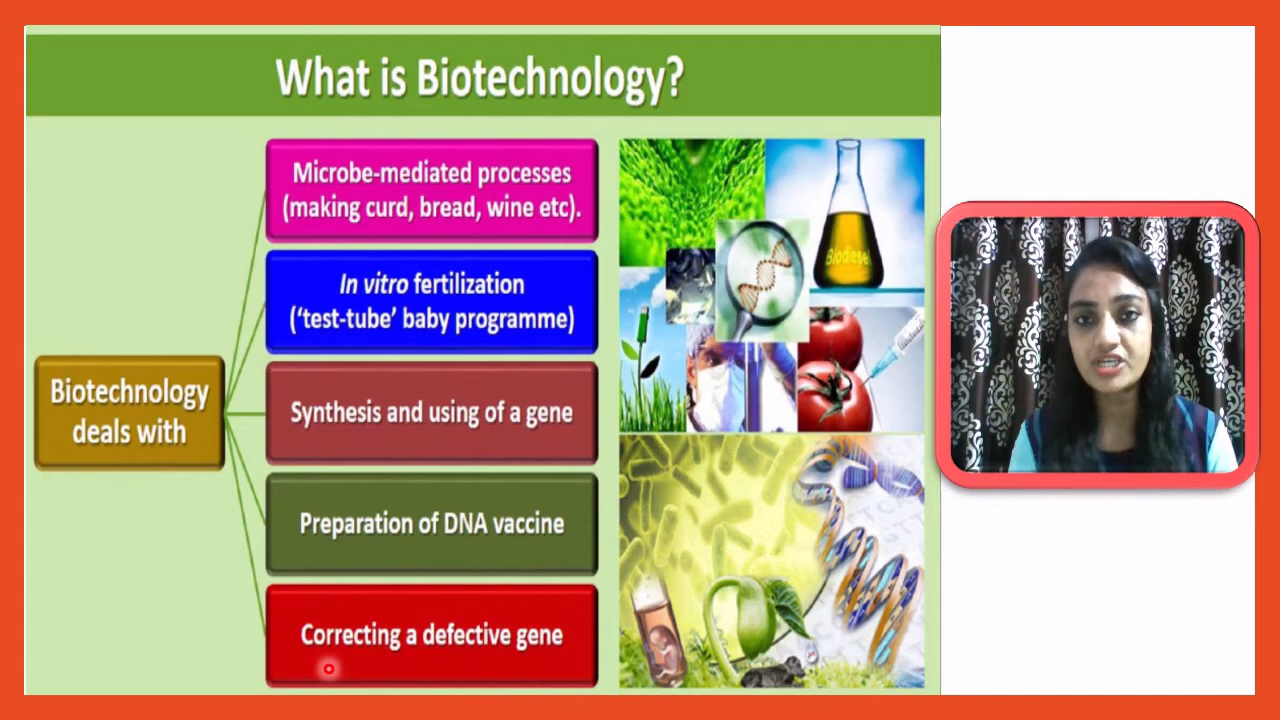 What is Biotechnology?
Biotechnology
deals with
Microbe-mediated processes
(making curd, bread, wine etc).
In vitro fertilization
(‘test-tube’ baby programme)
Synthesis and using of a gene
Preparation of DNA vaccine
Correcting a defective gene
Biodiesel